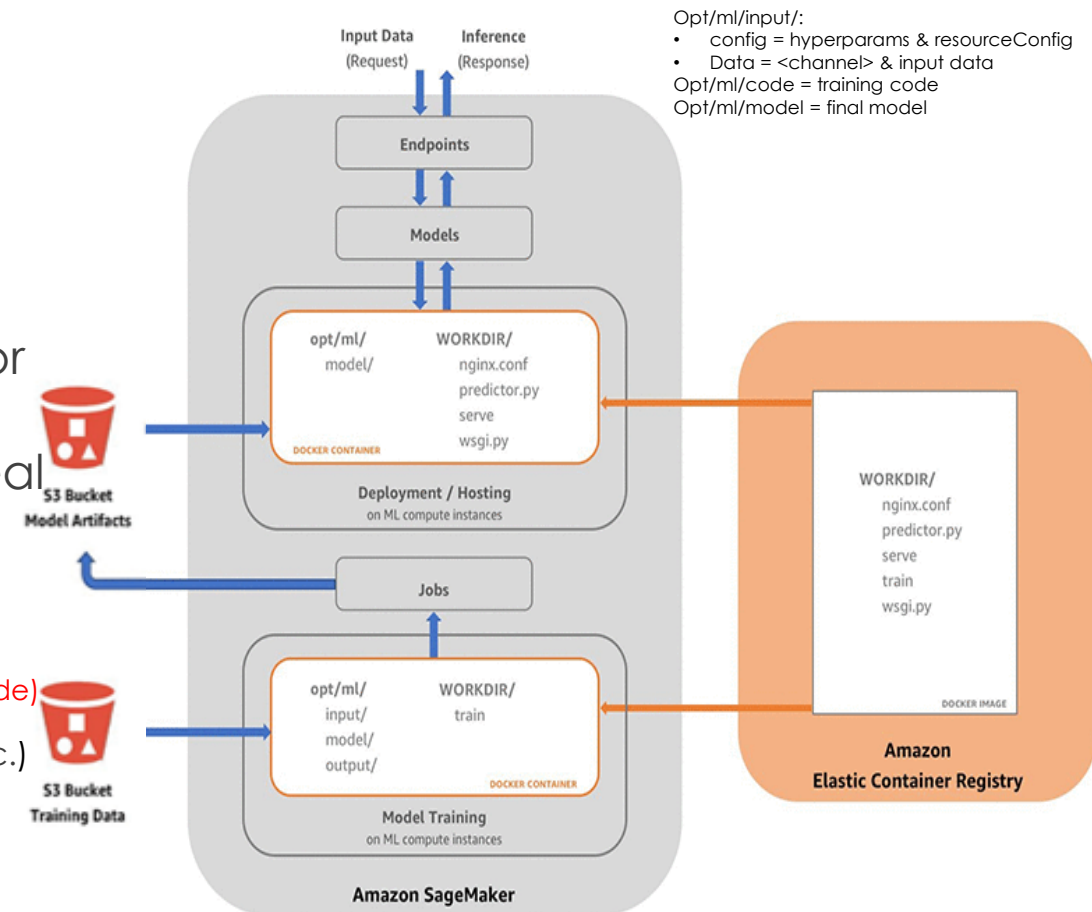 Opt/ml/input/:
• config = hyperparams & resourceConfig
• Data = <channel> & input data
Opt/ml/code = training code
Opt/ml/model = final model
Input Data
(Request)
Inference
(Response)
Endpoints
Models
opt/ml/
model/
WORKDIR/
nginx.conf
predictor.py
serve
wsgi.py
DOCKER CONTAINER
Deployment / Hosting
on ML compute instances
or
eal
S3 Bucket
Model Artifacts
Jobs
de)
c.)
S3 Bucket
Training Data
opt/ml/
input/
model/
output/
WORKDIR/
train
DOCKER CONTAINER
Model Training
on ML compute instances
Amazon SageMaker
WORKDIR/
nginx.conf
predictor.py
serve
train
wsgi.py
DOCKER IMAGE
Amazon
Elastic Container Registry